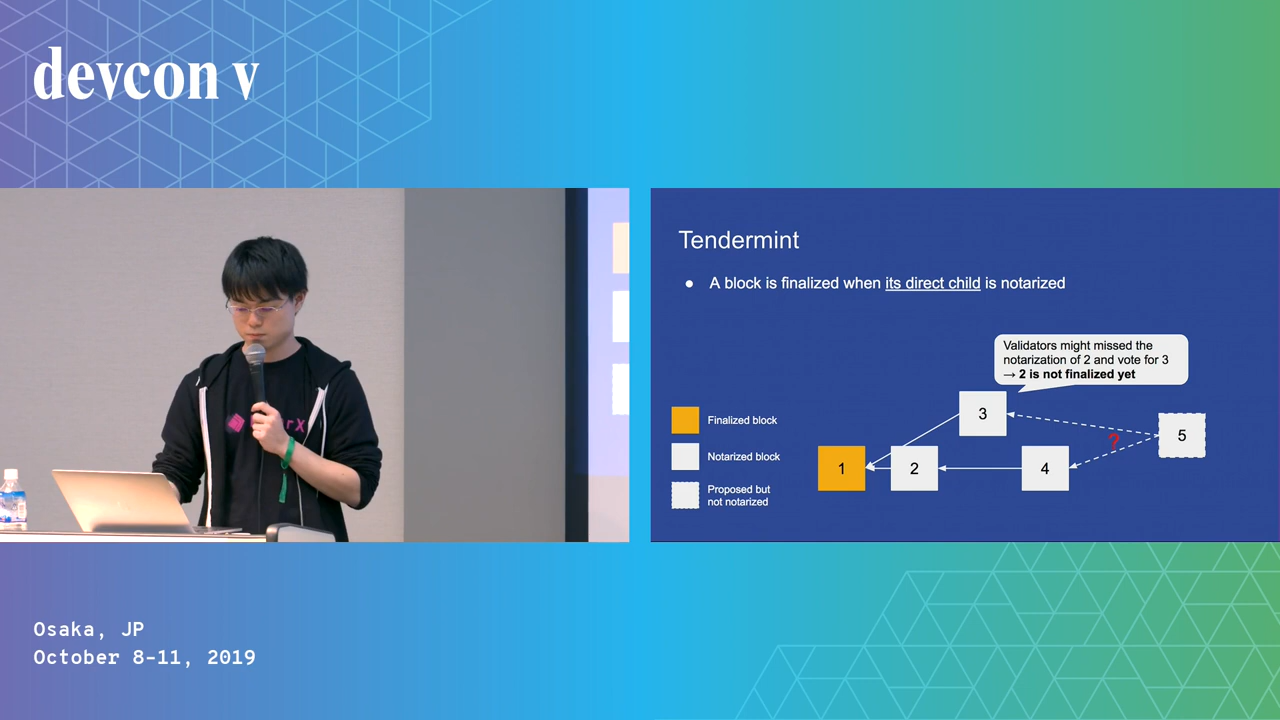 devcon v
Tendermint
● A block is finalized when its direct child is notarized
Validators might missed the
notarization of 2 and vote for 3
→ 2 is not finalized yet
Finalized block
Notarized block
Proposed but
not notarized
1
2
3
4
5
?
Osaka, JP
October 8-11, 2019